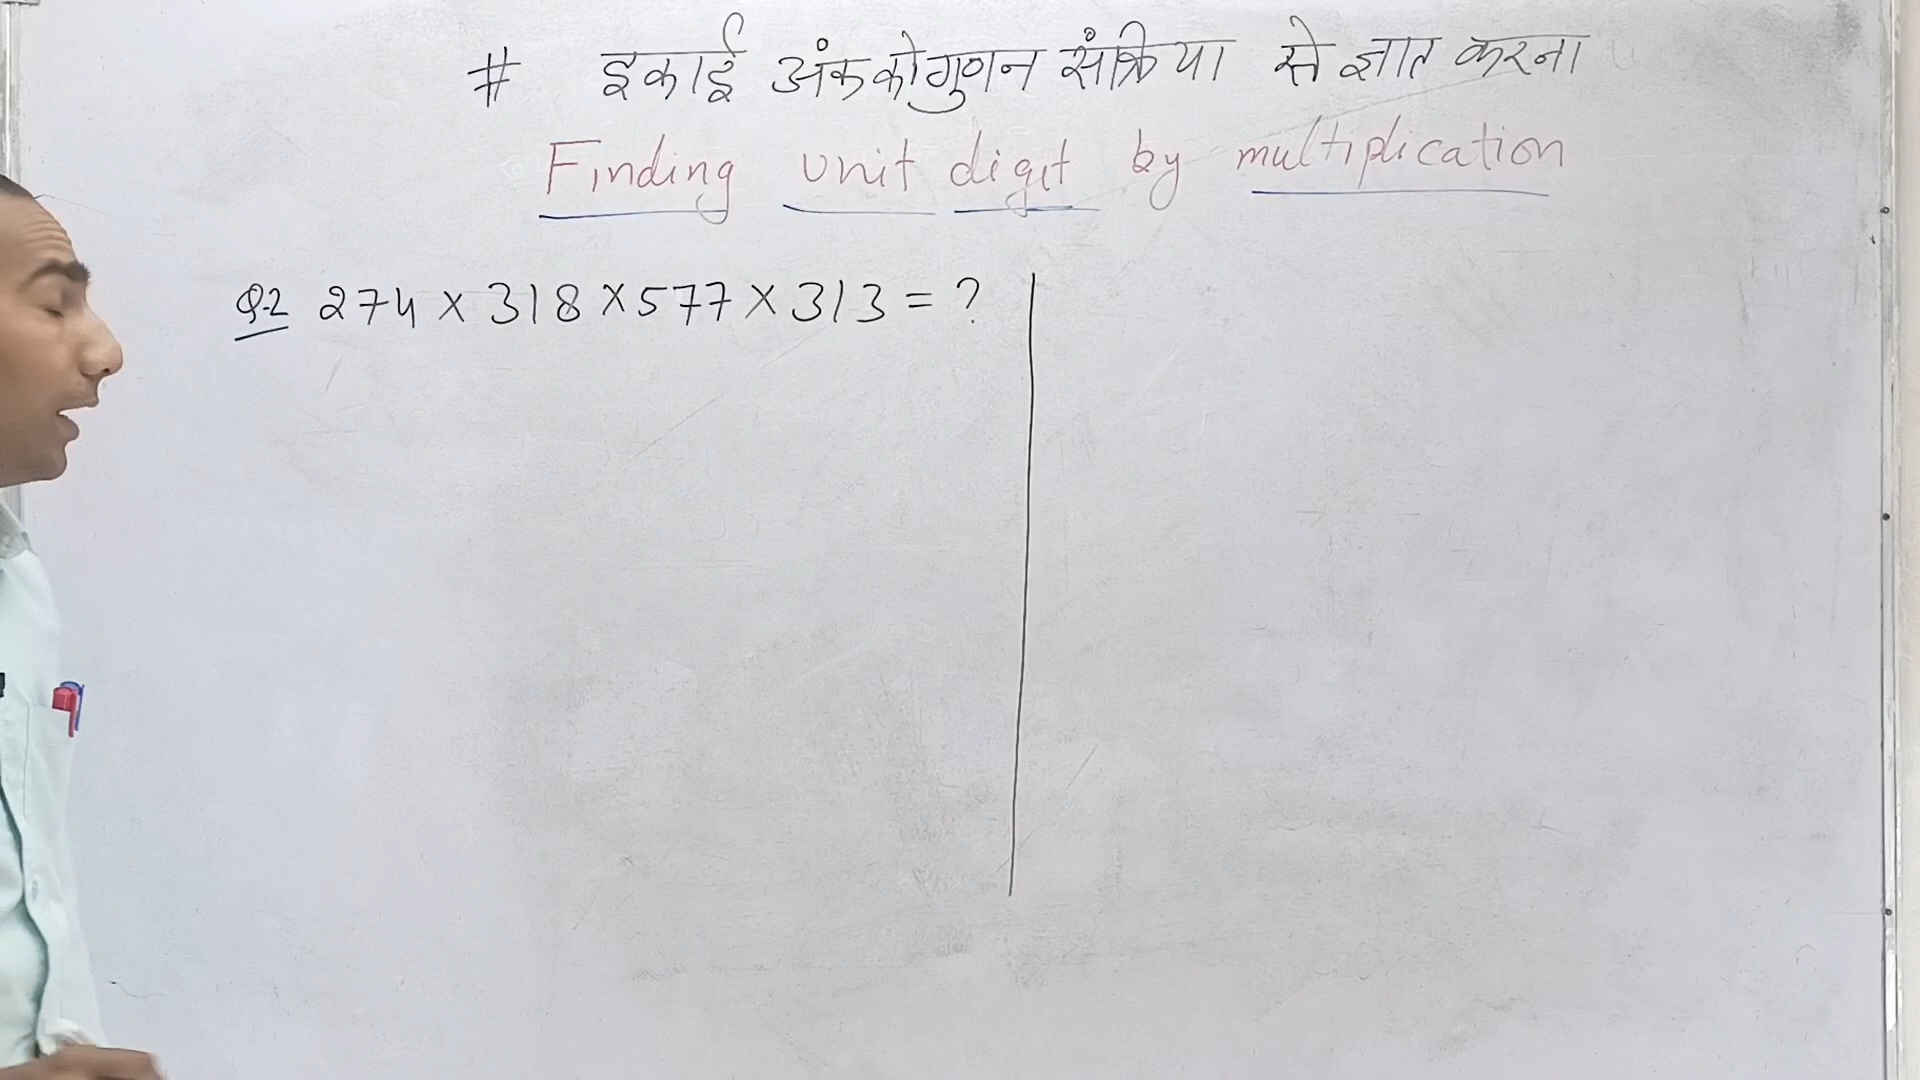 # इकाई अंक को गुणन संक्रिया से ज्ञात करना
Finding unit digit by multiplication
Q.2 274 × 318 × 577 × 313 = ?